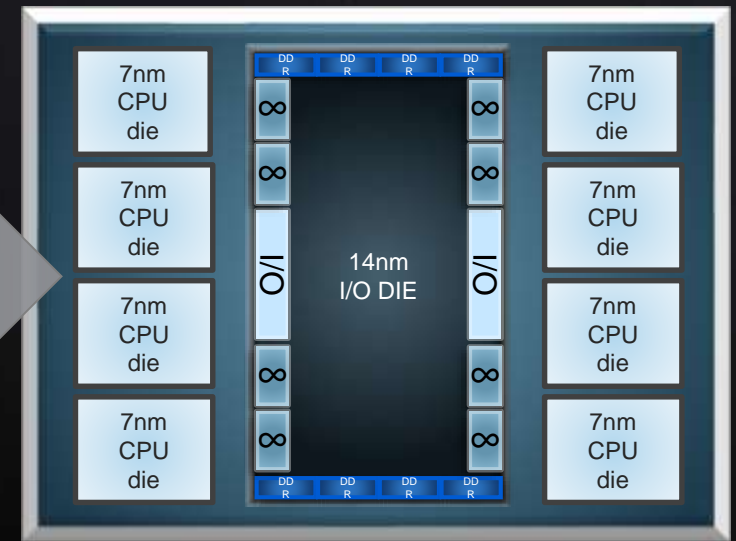 7nm
CPU
die
7nm
CPU
die
7nm
CPU
die
7nm
CPU
die
DD
R
DD
R
DD
R
DD
R
∞
∞
I/O
∞
∞
14nm
I/O DIE
∞
∞
I/O
∞
∞
DD
R
DD
R
DD
R
DD
R
7nm
CPU
die
7nm
CPU
die
7nm
CPU
die
7nm
CPU
die